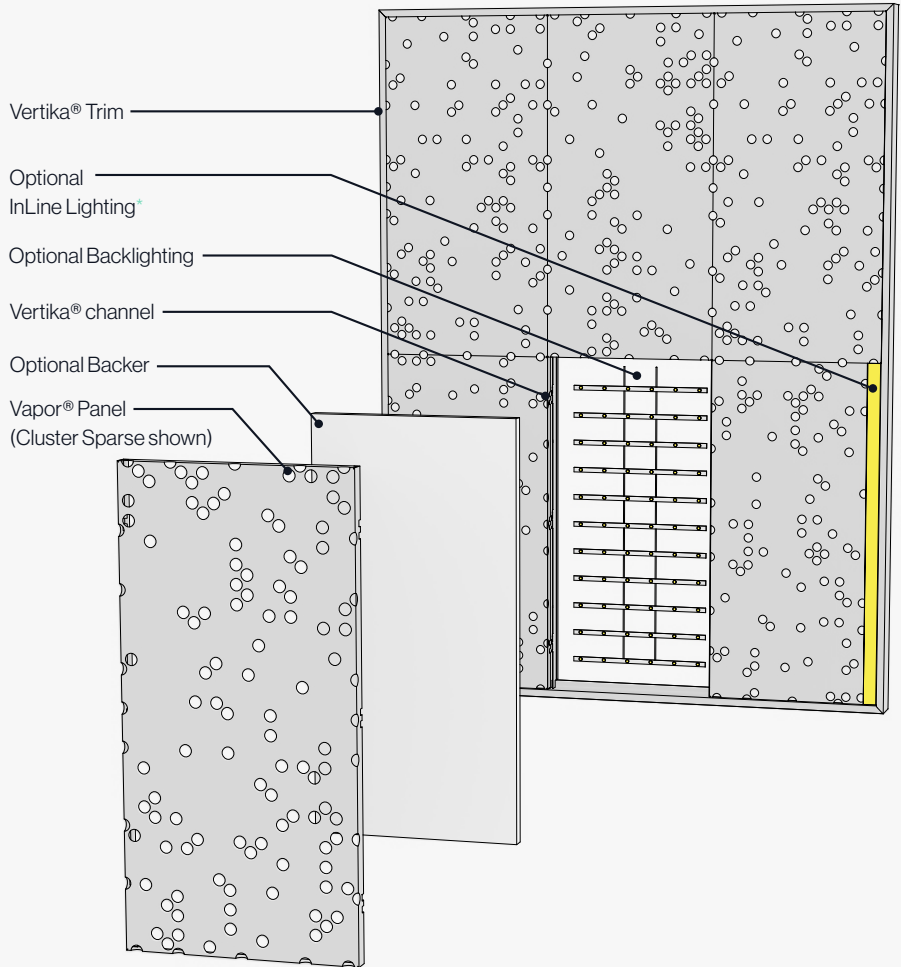 Vertika® Trim
Optional
InLine Lighting*
Optional Backlighting
Vertika® channel
Optional Backer
Vapor® Panel
(Cluster Sparse shown)